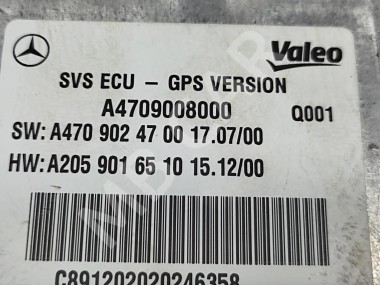 Valeo
SVS ECU – GPS VERSION
A4709008000 Q001
SW: A470 902 47 00 17.07/00
HW: A205 901 65 10 15.12/00
C891202020246358